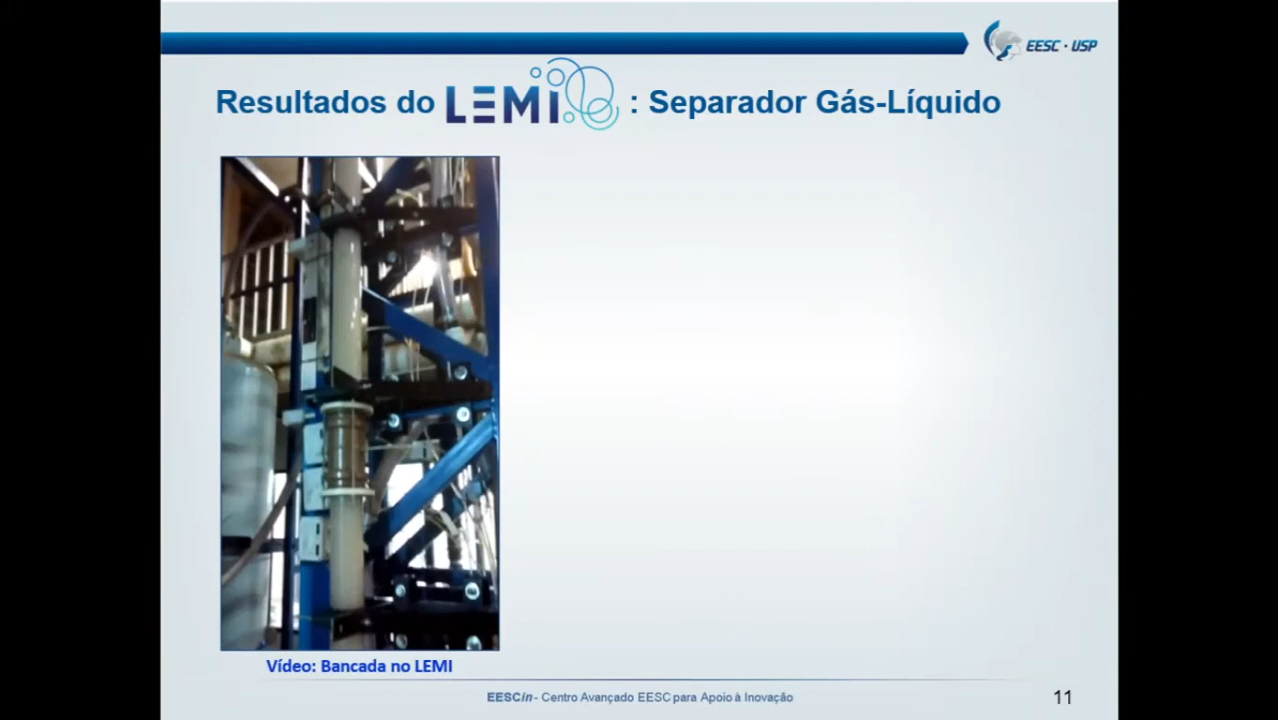 EESC · USP
Resultados do LEMI : Separador Gás-Líquido
Vídeo: Bancada no LEMI
EESCin - Centro Avançado EESC para Apoio à Inovação
11